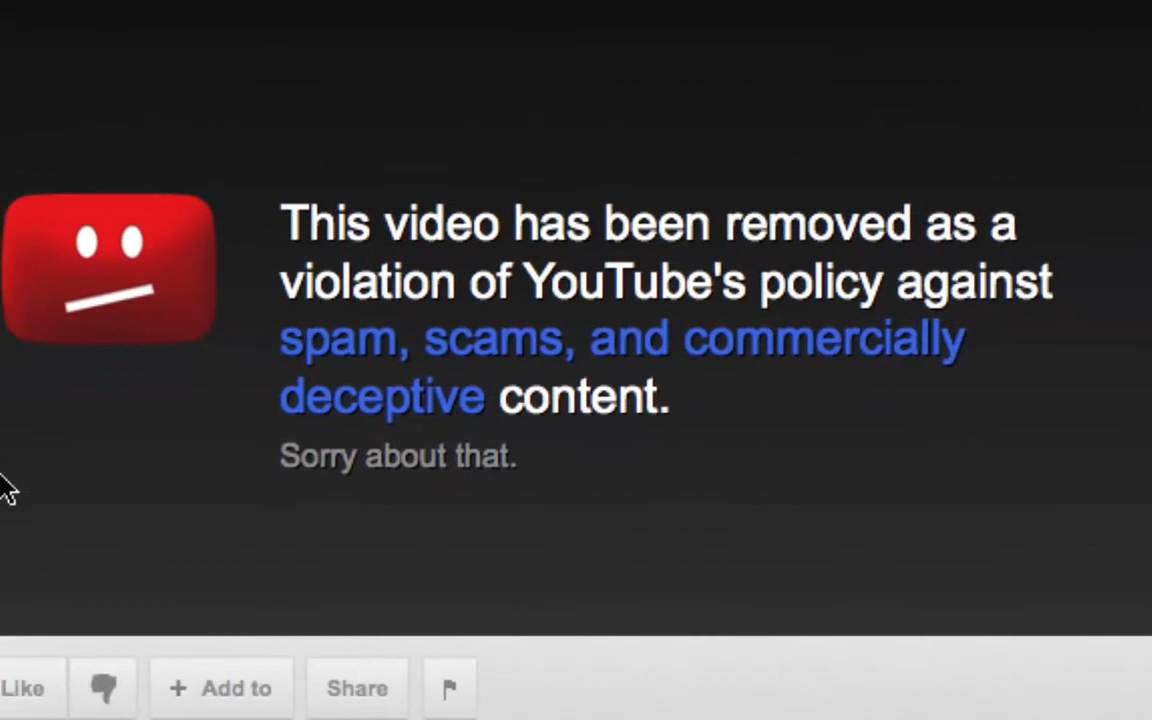 This video has been removed as a
violation of YouTube's policy against
spam, scams, and commercially
deceptive content.
Sorry about that.
Like + Add to Share